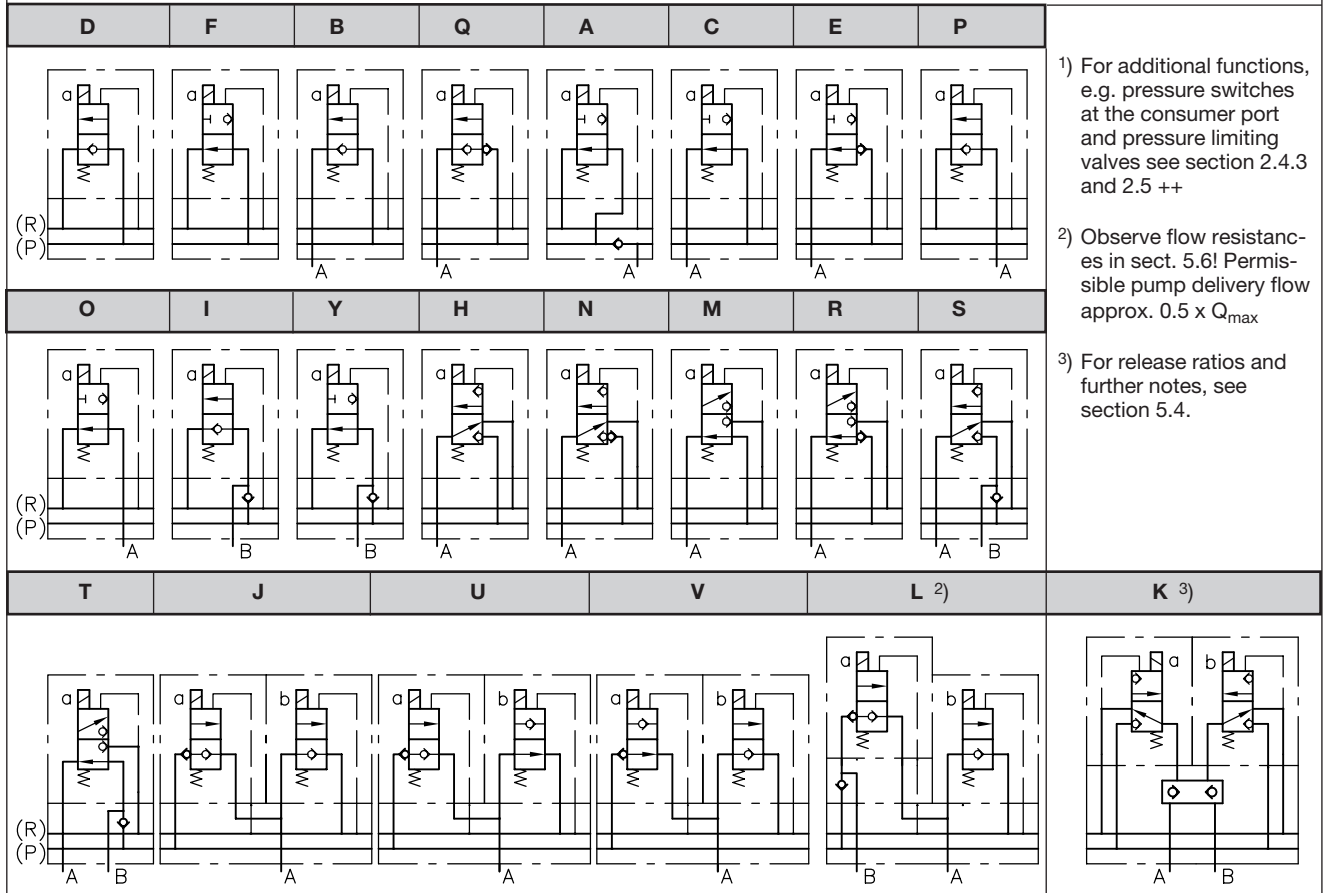 D F B Q A C E P
a a a a a a a a
(R)
(P)
A A A A A A
O I Y H N M R S
a a a a a a a a
(R)
(P)
A B B A A A A A B
T J U V L ²) K ³)
a a b a b a b a b a b
(R)
(P)
A B A A A B A A B
¹) For additional functions,
e.g. pressure switches
at the consumer port
and pressure limiting
valves see section 2.4.3
and 2.5 ++
²) Observe flow resistanc-
es in sect. 5.6! Permis-
sible pump delivery flow
approx. 0.5 x Qmax
³) For release ratios and
further notes, see
section 5.4.